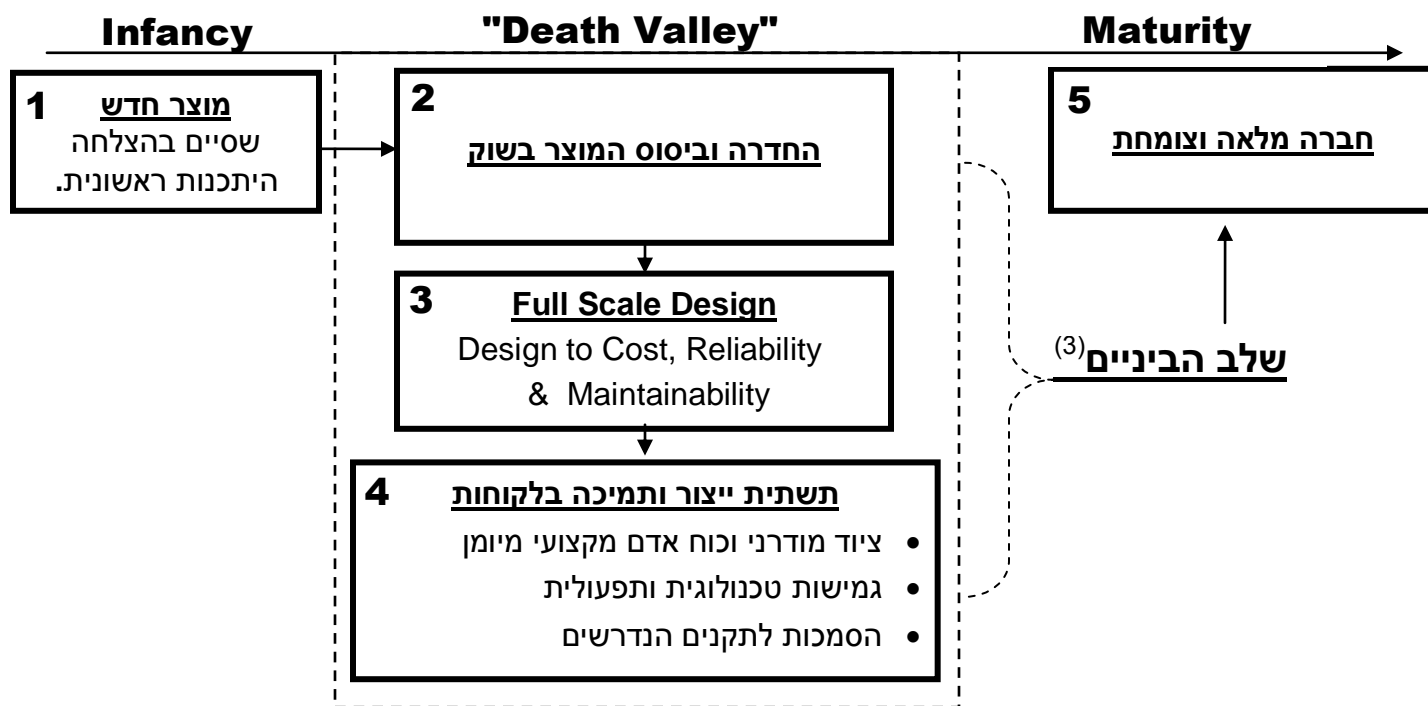 Infancy
"Death Valley"
Maturity
1
מוצר חדש
שסיים בהצלחה
היתכנות ראשונית.
2
החדרה וביסוס המוצר בשוק
3
Full Scale Design
Design to Cost, Reliability
& Maintainability
4
תשתית ייצור ותמיכה בלקוחות
• ציוד מודרני וכוח אדם מקצועי מיומן
• גמישות טכנולוגית ותפעולית
• הסמכות לתקנים הנדרשים
5
חברה מלאה וצומחת
שלב הביניים(3)